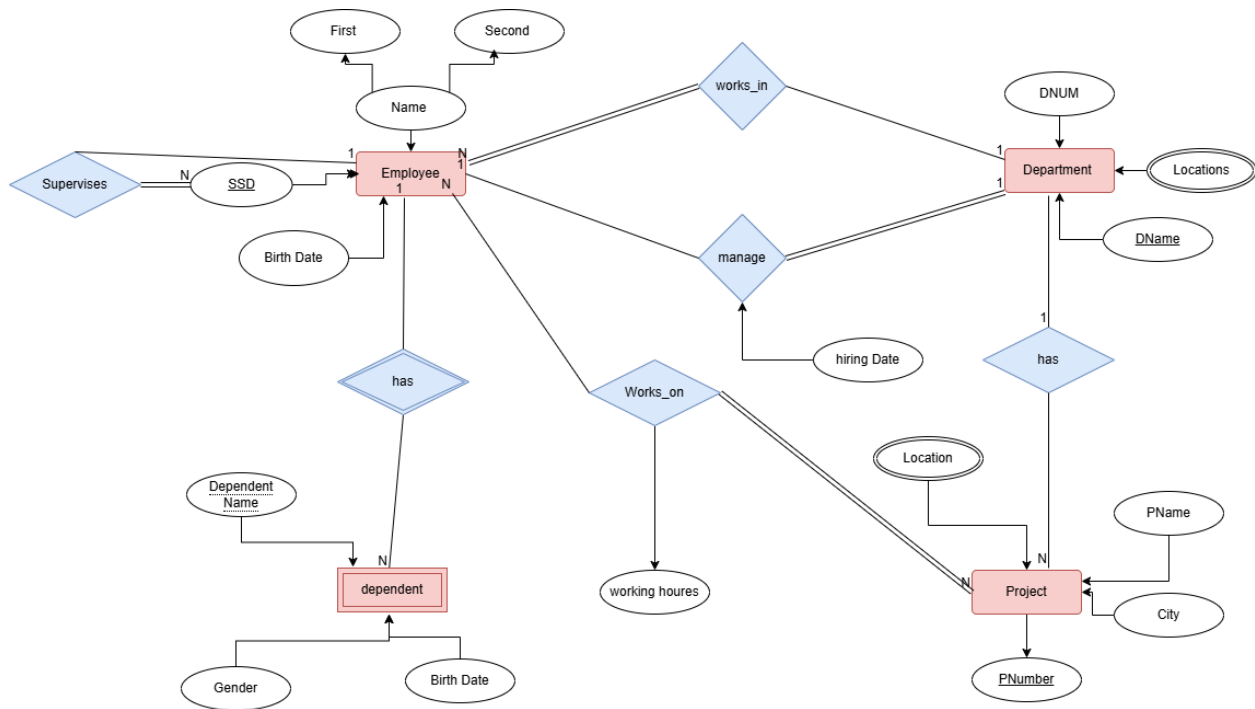 First
Second
Name
works_in
DNUM
1
N
1
1
Supervises
N
SSD
Employee
1
N
1
Department
Locations
Birth Date
manage
DName
hiring Date
1
has
has
Works_on
Location
Dependent
Name
PName
N
N
N
dependent
working houres
Project
City
Gender
Birth Date
PNumber